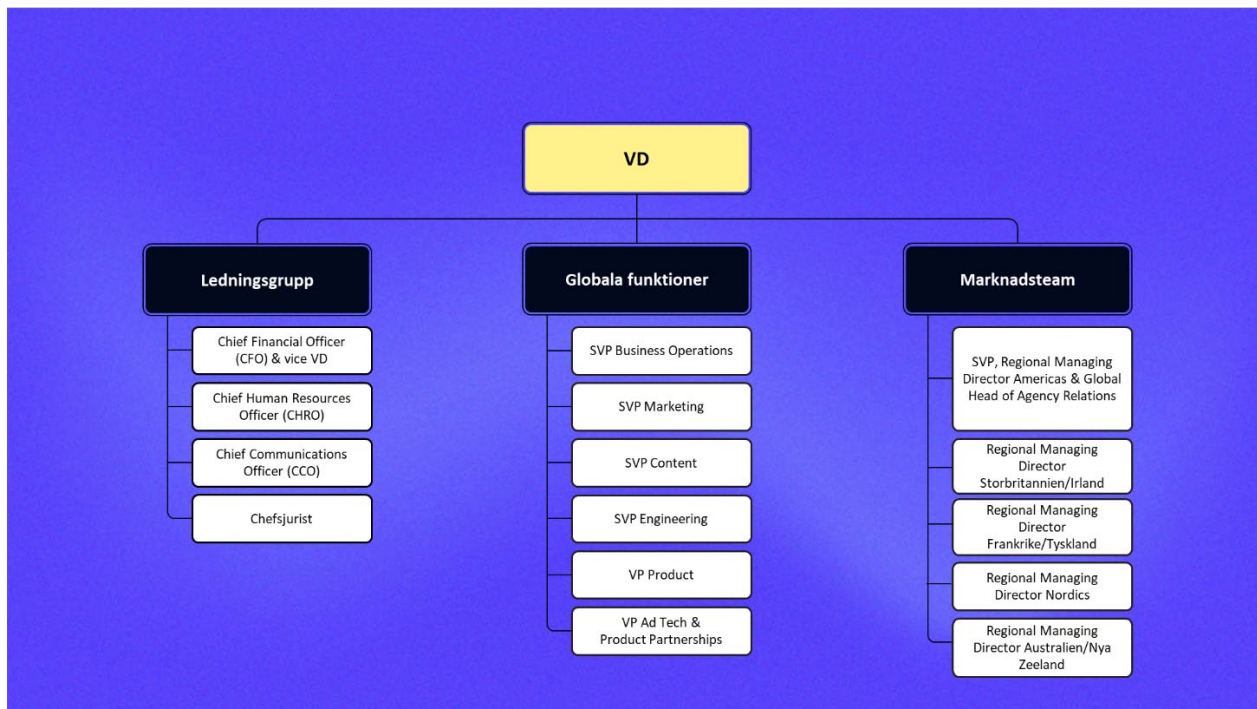 VD
Ledningsgrupp
Chief Financial Officer
(CFO) & vice VD
Chief Human Resources
Officer (CHRO)
Chief Communications
Officer (CCO)
Chefsjurist
Globala funktioner
SVP Business Operations
SVP Marketing
SVP Content
SVP Engineering
VP Product
VP Ad Tech &
Product Partnerships
Marknadsteam
SVP, Regional Managing
Director Americas & Global
Head of Agency Relations
Regional Managing
Director
Storbritannien/Irland
Regional Managing
Director
Frankrike/Tyskland
Regional Managing
Director Nordics
Regional Managing
Director Australien/Nya
Zeeland